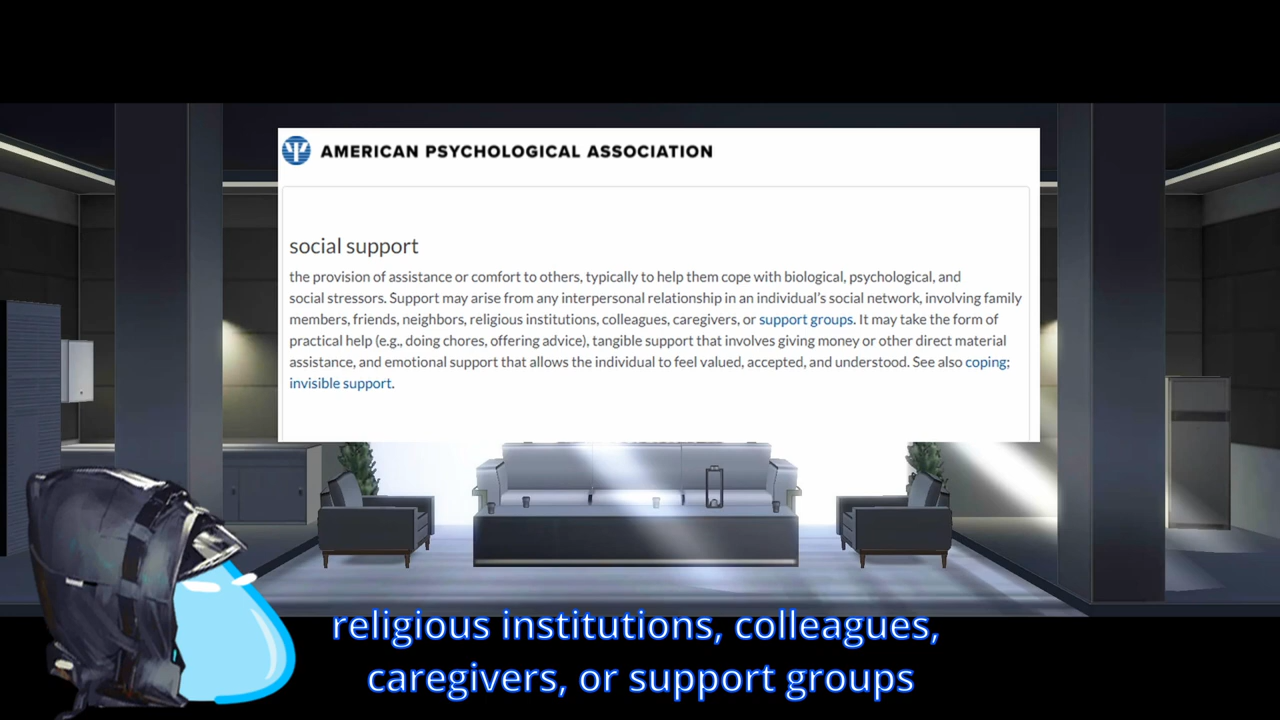 AMERICAN PSYCHOLOGICAL ASSOCIATION
social support
the provision of assistance or comfort to others, typically to help them cope with biological, psychological, and
social stressors. Support may arise from any interpersonal relationship in an individual's social network, involving family
members, friends, neighbors, religious institutions, colleagues, caregivers, or support groups. It may take the form of
practical help (e.g., doing chores, offering advice), tangible support that involves giving money or other direct material
assistance, and emotional support that allows the individual to feel valued, accepted, and understood. See also coping;
invisible support.
religious institutions, colleagues,
caregivers, or support groups